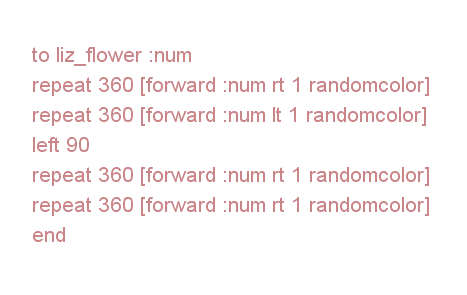 to liz_flower :num
repeat 360 [forward :num rt 1 randomcolor]
repeat 360 [forward :num lt 1 randomcolor]
left 90
repeat 360 [forward :num rt 1 randomcolor]
repeat 360 [forward :num rt 1 randomcolor]
end